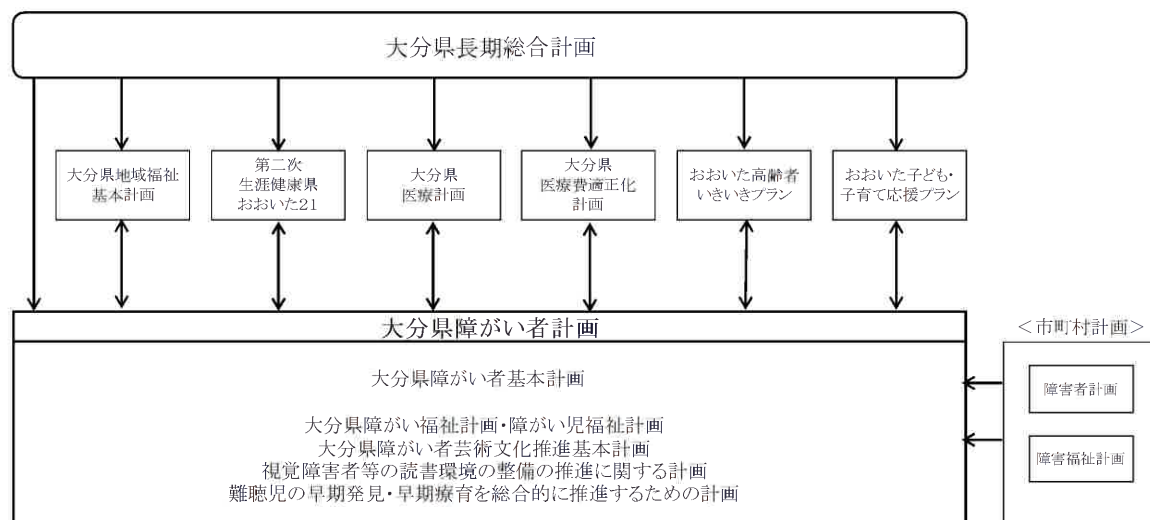 大分県長期総合計画
大分県地域福祉
基本計画
第二次
生涯健康県
おおいた21
大分県
医療計画
大分県
医療費適正化
計画
おおいた高齢者
いきいきプラン
おおいた子ども・
子育て応援プラン
大分県障がい者計画
大分県障がい者基本計画
大分県障がい福祉計画・障がい児福祉計画
大分県障がい者芸術文化推進基本計画
視覚障害者等の読書環境の整備の推進に関する計画
難聴児の早期発見・早期療育を総合的に推進するための計画
＜市町村計画＞
障害者計画
障害福祉計画